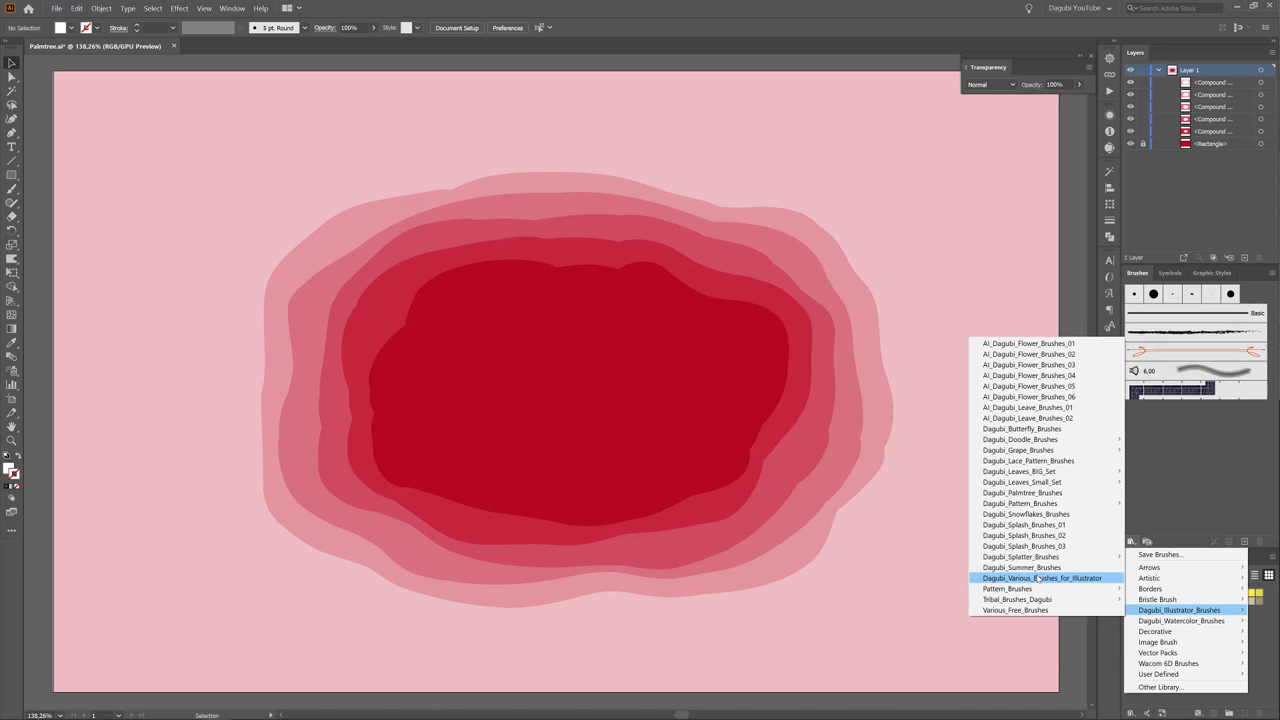 File Edit Object Type Select Effect View Window Help
Dagubi YouTube
Search Adobe Stock
No Selection
Stroke:
5 pt. Round
Opacity: 100%
Style:
Document Setup
Preferences
Palmtree.ai* @ 138,26% (RGB/GPU Preview)
Transparency
Normal
Opacity: 100%
Layers
Layer 1
<Compound ...
<Compound ...
<Compound ...
<Compound ...
<Compound ...
<Rectangle>
1 Layer
Brushes Symbols Graphic Styles
Basic
6.00
AI_Dagubi_Flower_Brushes_01
AI_Dagubi_Flower_Brushes_02
AI_Dagubi_Flower_Brushes_03
AI_Dagubi_Flower_Brushes_04
AI_Dagubi_Flower_Brushes_05
AI_Dagubi_Flower_Brushes_06
AI_Dagubi_Leave_Brushes_01
AI_Dagubi_Leave_Brushes_02
Dagubi_Butterfly_Brushes
Dagubi_Doodle_Brushes
Dagubi_Grape_Brushes
Dagubi_Lace_Pattern_Brushes
Dagubi_Leaves_BIG_Set
Dagubi_Leaves_Small_Set
Dagubi_Palmtree_Brushes
Dagubi_Pattern_Brushes
Dagubi_Snowflakes_Brushes
Dagubi_Splash_Brushes_01
Dagubi_Splash_Brushes_02
Dagubi_Splash_Brushes_03
Dagubi_Splatter_Brushes
Dagubi_Summer_Brushes
Dagubi_Various_Brushes_for_Illustrator
Pattern_Brushes
Tribal_Brushes_Dagubi
Various_Free_Brushes
Save Brushes...
Arrows
Artistic
Borders
Bristle Brush
Dagubi_Illustrator_Brushes
Dagubi_Watercolor_Brushes
Decorative
Image Brush
Vector Packs
Wacom 6D Brushes
User Defined
Other Library...
138,26%
1
Selection